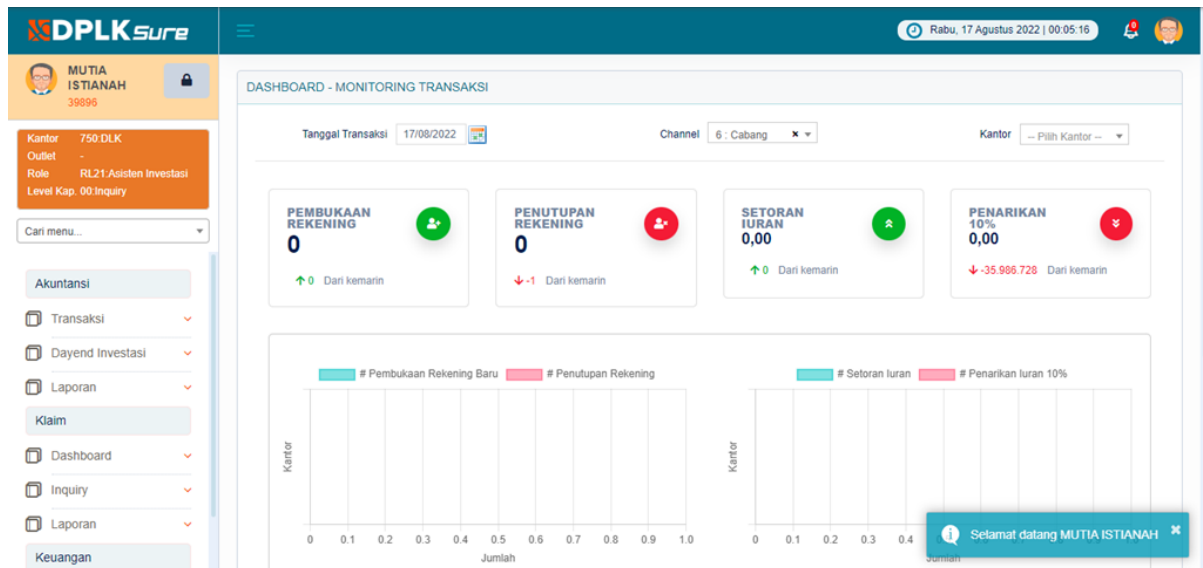 DPLKSure
Rabu, 17 Agustus 2022 | 00:05:16
MUTIA
ISTIANAH
39896
Kantor 750:DLK
Outlet -
Role RL21:Asisten Investasi
Level Kap. 00:Inquiry
Cari menu...
Akuntansi
Transaksi
Dayend Investasi
Laporan
Klaim
Dashboard
Inquiry
Laporan
Keuangan
DASHBOARD - MONITORING TRANSAKSI
Tanggal Transaksi 17/08/2022
Channel 6 : Cabang
Kantor -- Pilih Kantor --
PEMBUKAAN
REKENING
0
0 Dari kemarin
PENUTUPAN
REKENING
0
-1 Dari kemarin
SETORAN
IURAN
0,00
0 Dari kemarin
PENARIKAN
10%
0,00
-35.986.728 Dari kemarin
# Pembukaan Rekening Baru # Penutupan Rekening
Kantor
0 0.1 0.2 0.3 0.4 0.5 0.6 0.7 0.8 0.9 1.0
Jumlah
# Setoran Iuran # Penarikan Iuran 10%
Kantor
0 0.1 0.2 0.3 0.4
Jumlah
Selamat datang MUTIA ISTIANAH